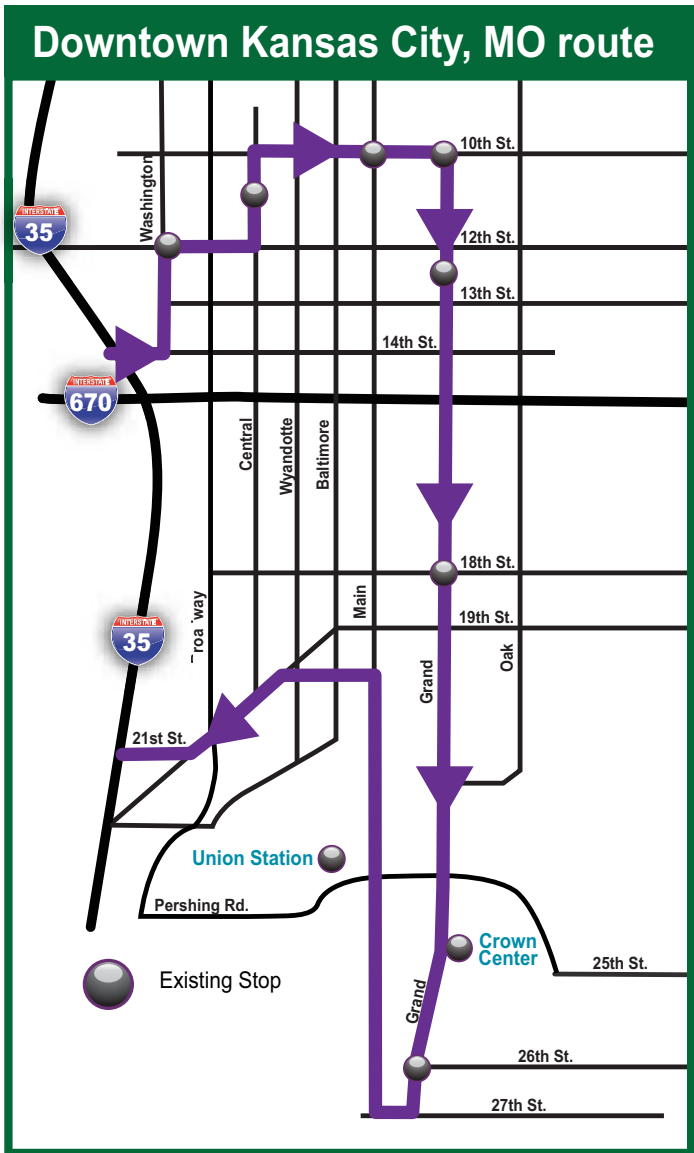 Downtown Kansas City, MO route
10th St.
Washington
INTERSTATE
35
12th St.
13th St.
14th St.
INTERSTATE
670
Central
Wyandotte
Baltimore
18th St.
Main
19th St.
INTERSTATE
35
Oak
Grand
21st St.
Union Station
Pershing Rd.
Crown
Center
25th St.
Existing Stop
Grand
26th St.
27th St.